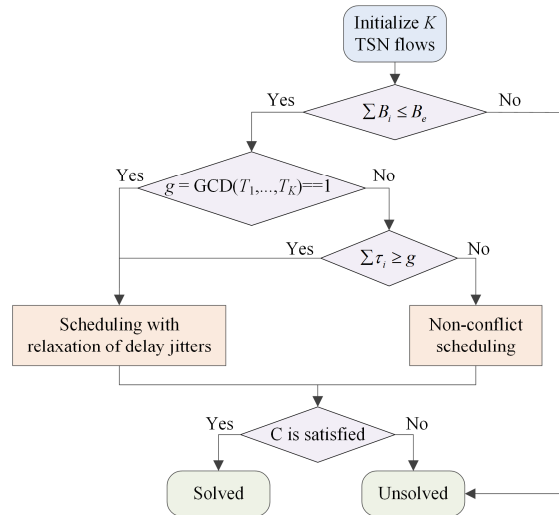 Initialize K
TSN flows
Yes
No
∑ B_i ≤ B_e
Yes
No
g = GCD(T_1,...,T_K)==1
Yes
No
∑ τ_i ≥ g
Scheduling with
relaxation of delay jitters
Non-conflict
scheduling
Yes
No
C is satisfied
Solved
Unsolved